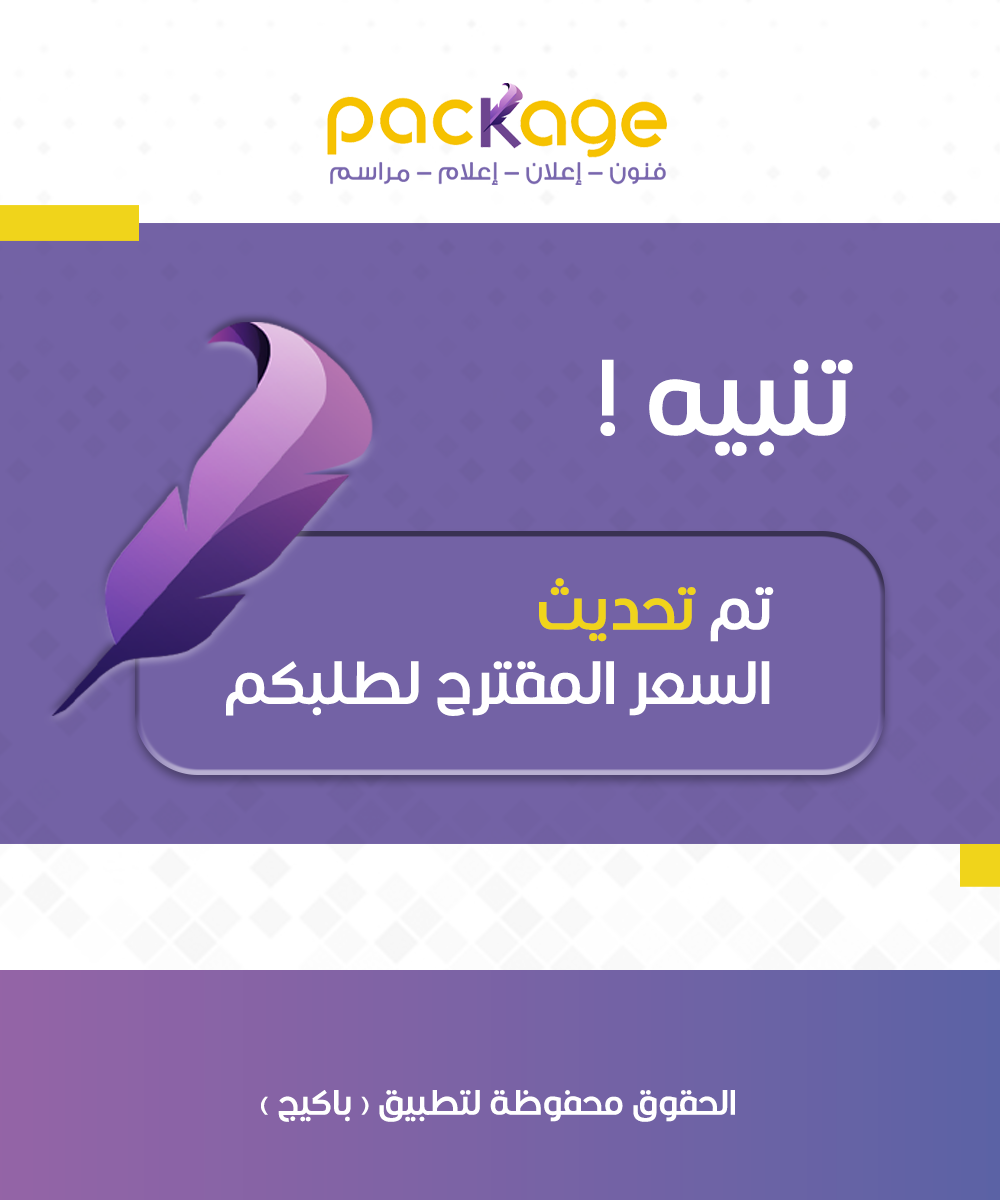 package
فنون – إعلان – إعلام – مراسم
تنبيه !
تم تحديث
السعر المقترح لطلبكم
الحقوق محفوظة لتطبيق ( باكيج )